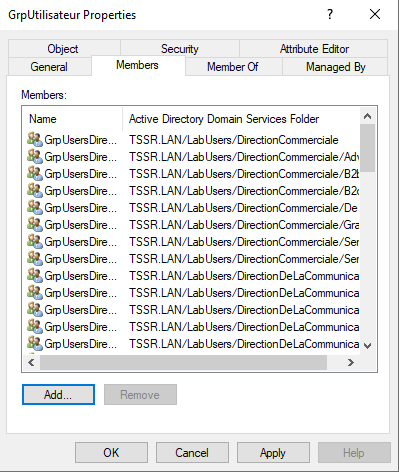 GrpUtilisateur Properties
Object Security Attribute Editor
General Members Member Of Managed By
Members:
Name Active Directory Domain Services Folder
GrpUsersDire... TSSR.LAN/LabUsers/DirectionCommerciale
GrpUsersDire... TSSR.LAN/LabUsers/DirectionCommerciale/Adv
GrpUsersDire... TSSR.LAN/LabUsers/DirectionCommerciale/B2b
GrpUsersDire... TSSR.LAN/LabUsers/DirectionCommerciale/B2c
GrpUsersDire... TSSR.LAN/LabUsers/DirectionCommerciale/De
GrpUsersDire... TSSR.LAN/LabUsers/DirectionCommerciale/Gra
GrpUsersDire... TSSR.LAN/LabUsers/DirectionCommerciale/Ser
GrpUsersDire... TSSR.LAN/LabUsers/DirectionCommerciale/Ser
GrpUsersDire... TSSR.LAN/LabUsers/DirectionDeLaCommunica
GrpUsersDire... TSSR.LAN/LabUsers/DirectionDeLaCommunica
GrpUsersDire... TSSR.LAN/LabUsers/DirectionDeLaCommunica
GrpUsersDire... TSSR.LAN/LabUsers/DirectionDeLaCommunica
GrpUsersDire... TSSR.LAN/LabUsers/DirectionDeLaCommunica
Add... Remove
OK Cancel Apply Help